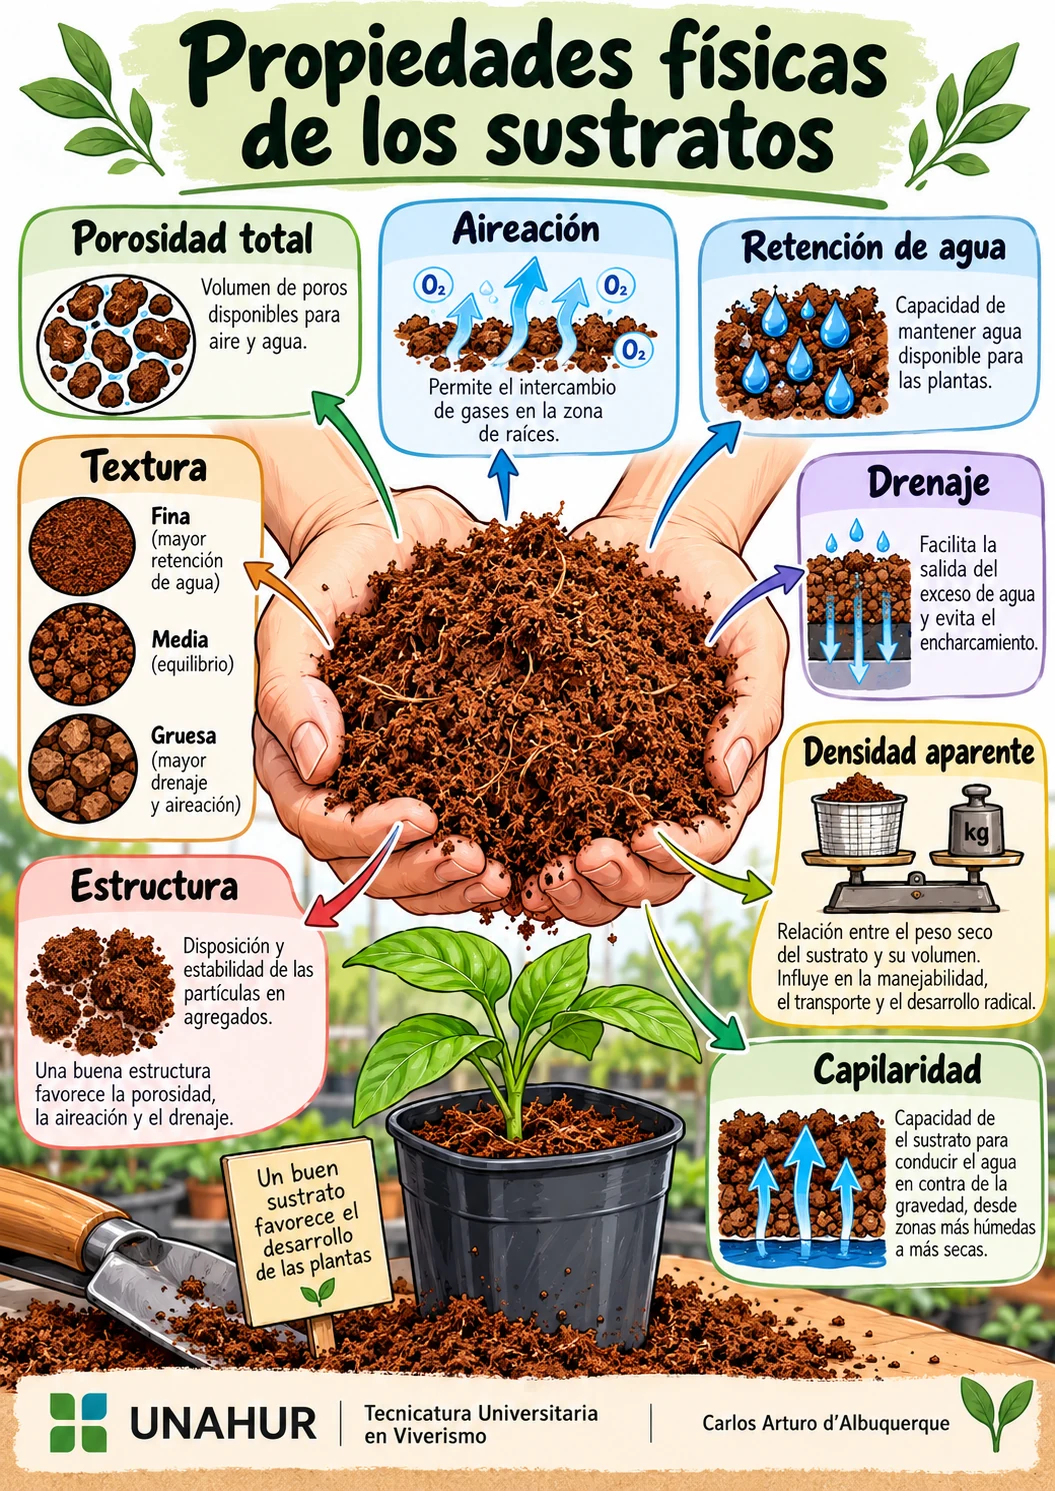 Propiedades físicas
de los sustratos
Porosidad total
Volumen de poros
disponibles para
aire y agua.
Aireación
O₂
O₂
O₂
Permite el intercambio
de gases en la zona
de raíces.
Retención de agua
Capacidad de
mantener agua
disponible para
las plantas.
Textura
Fina
(mayor
retención
de agua)
Media
(equilibrio)
Gruesa
(mayor
drenaje
y aireación)
Drenaje
Facilita la
salida del
exceso de agua
y evita el
encharcamiento.
Densidad aparente
kg
Relación entre el peso seco
del sustrato y su volumen.
Influye en la manejabilidad,
el transporte y el desarrollo radical.
Estructura
Disposición y
estabilidad de las
partículas en
agregados.
Una buena estructura
favorece la porosidad,
la aireación y el drenaje.
Capilaridad
Capacidad de
el sustrato para
conducir el agua
en contra de la
gravedad, desde
zonas más húmedas
a más secas.
Un buen
sustrato
favorece el
desarrollo
de las plantas
UNAHUR
Tecnicatura Universitaria
en Viverismo
Carlos Arturo d'Albuquerque